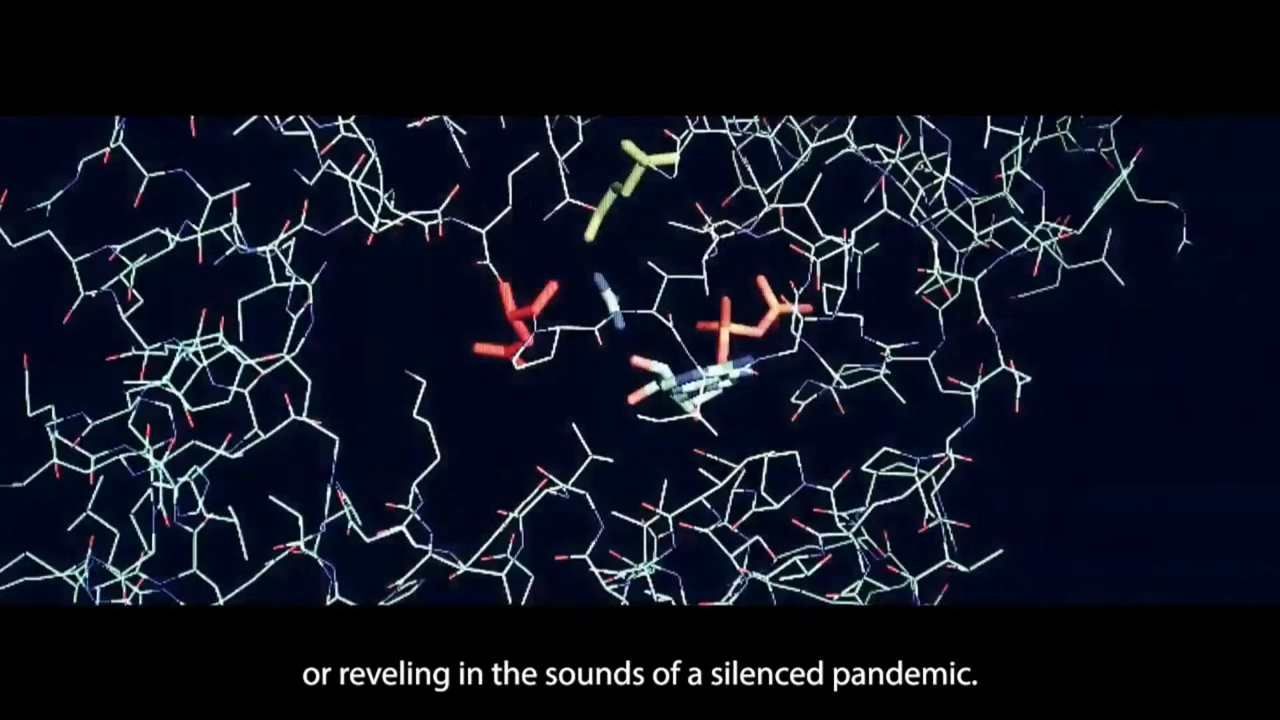 or reveling in the sounds of a silenced pandemic.